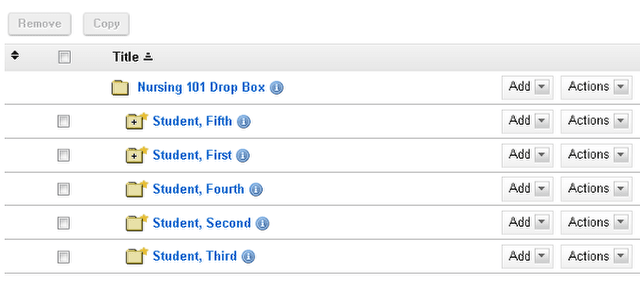 Remove Copy
Title
Nursing 101 Drop Box Add Actions
Student, Fifth Add Actions
Student, First Add Actions
Student, Fourth Add Actions
Student, Second Add Actions
Student, Third Add Actions